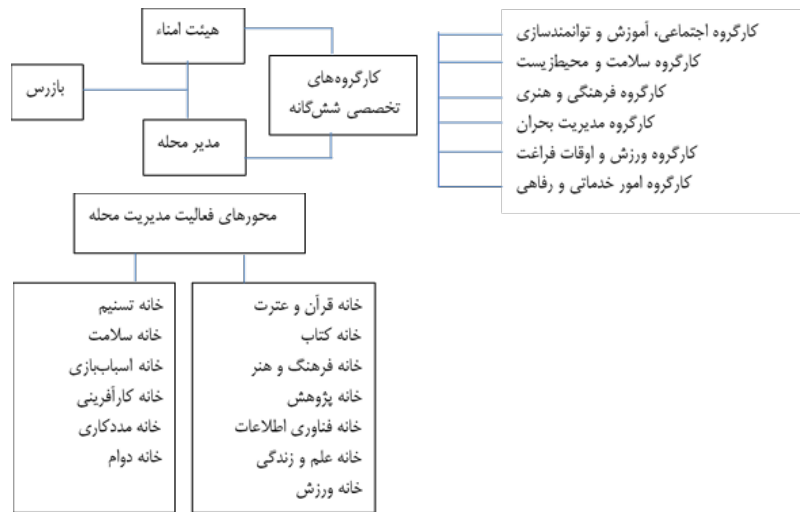 هیئت امناء
بازرس
کارگروه‌های
تخصصی شش‌گانه
مدیر محله
کارگروه اجتماعی، آموزش و توانمندسازی
کارگروه سلامت و محیط‌زیست
کارگروه فرهنگی و هنری
کارگروه مدیریت بحران
کارگروه ورزش و اوقات فراغت
کارگروه امور خدماتی و رفاهی
محورهای فعالیت مدیریت محله
خانه قرآن و عترت
خانه کتاب
خانه فرهنگ و هنر
خانه پژوهش
خانه فناوری اطلاعات
خانه علم و زندگی
خانه ورزش
خانه تسنیم
خانه سلامت
خانه اسباب‌بازی
خانه کارآفرینی
خانه مددکاری
خانه دوام